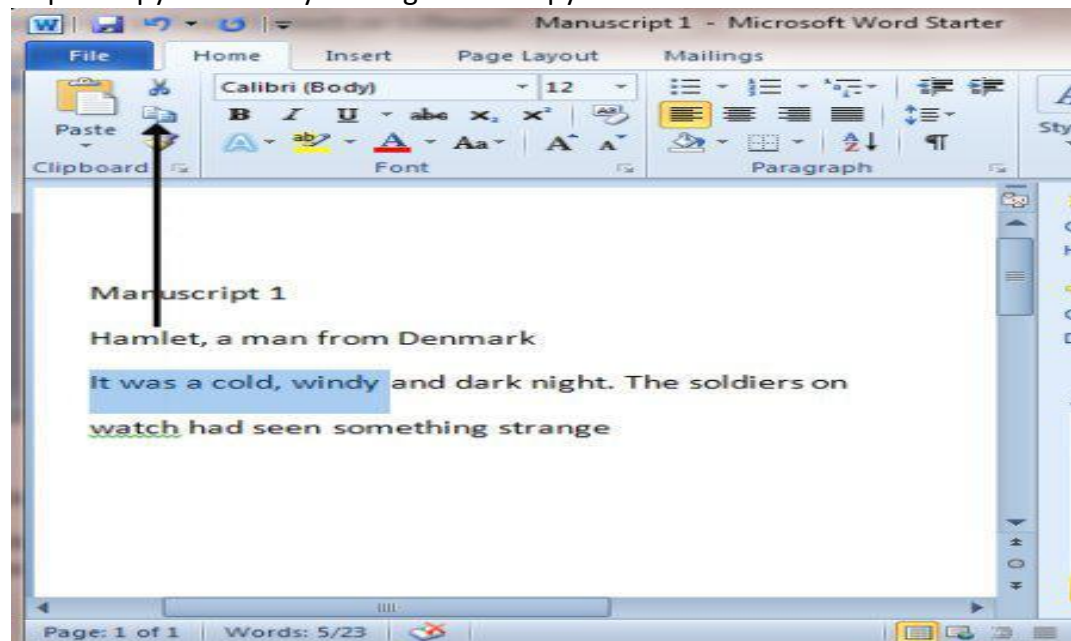 Manuscript 1 - Microsoft Word Starter
File Home Insert Page Layout Mailings
Calibri (Body) 12
Paste
Clipboard Font Paragraph
Manuscript 1
Hamlet, a man from Denmark
It was a cold, windy and dark night. The soldiers on
watch had seen something strange
Page: 1 of 1 Words: 5/23